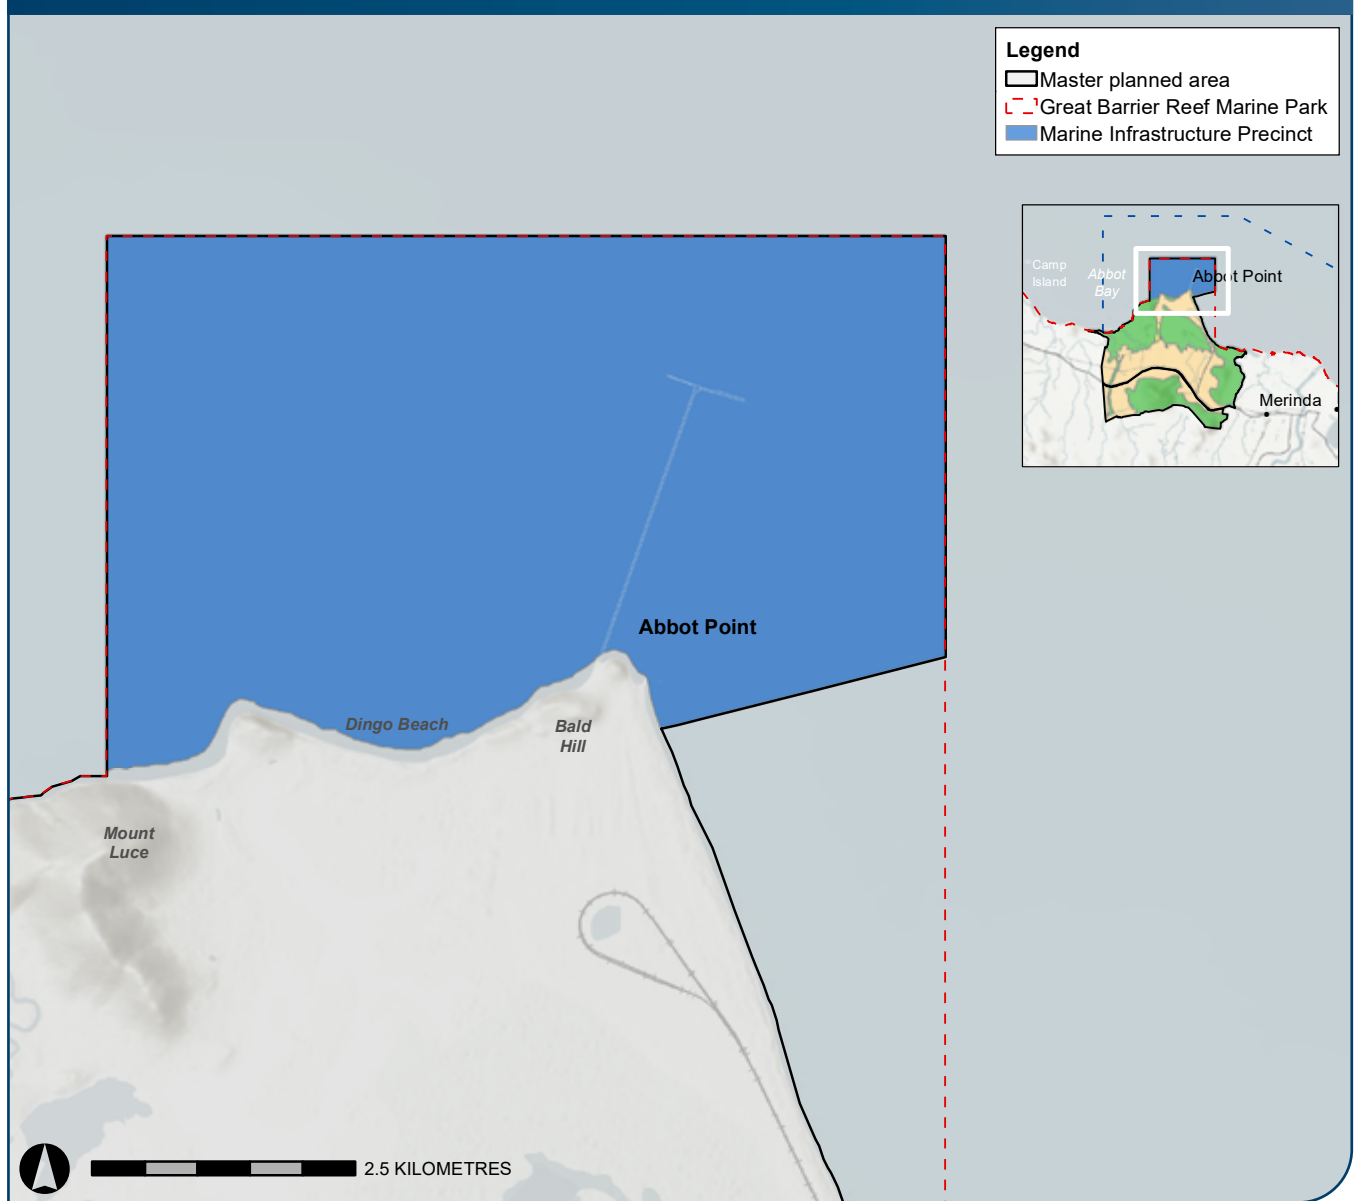 Legend
Master planned area
Great Barrier Reef Marine Park
Marine Infrastructure Precinct
Camp
Island
Abbot
Bay
Abbot Point
Merinda
Abbot Point
Dingo Beach
Bald
Hill
Mount
Luce
2.5 KILOMETRES